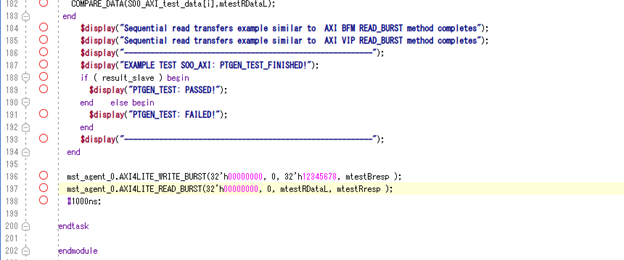 182 COMPARE_DATA(S00_AXI_test_data[i],mtestRDataL);
183 end
184 $display("Sequential read transfers example similar to  AXI BFM READ_BURST method completes");
185 $display("Sequential read transfers example similar to  AXI VIP READ_BURST method completes");
186 $display("---------------------------------------------------------");
187 $display("EXAMPLE TEST S00_AXI: PTGEN_TEST_FINISHED!");
188 if ( result_slave ) begin
189 $display("PTGEN_TEST: PASSED!");
190 end    else begin
191 $display("PTGEN_TEST: FAILED!");
192 end
193 $display("---------------------------------------------------------");
194 end
195
196 mst_agent_0.AXI4LITE_WRITE_BURST(32'h00000000, 0, 32'h12345678, mtestBresp );
197 mst_agent_0.AXI4LITE_READ_BURST(32'h00000000, 0, mtestRDataL, mtestRresp );
198 #1000ns;
199
200 endtask
201
202 endmodule